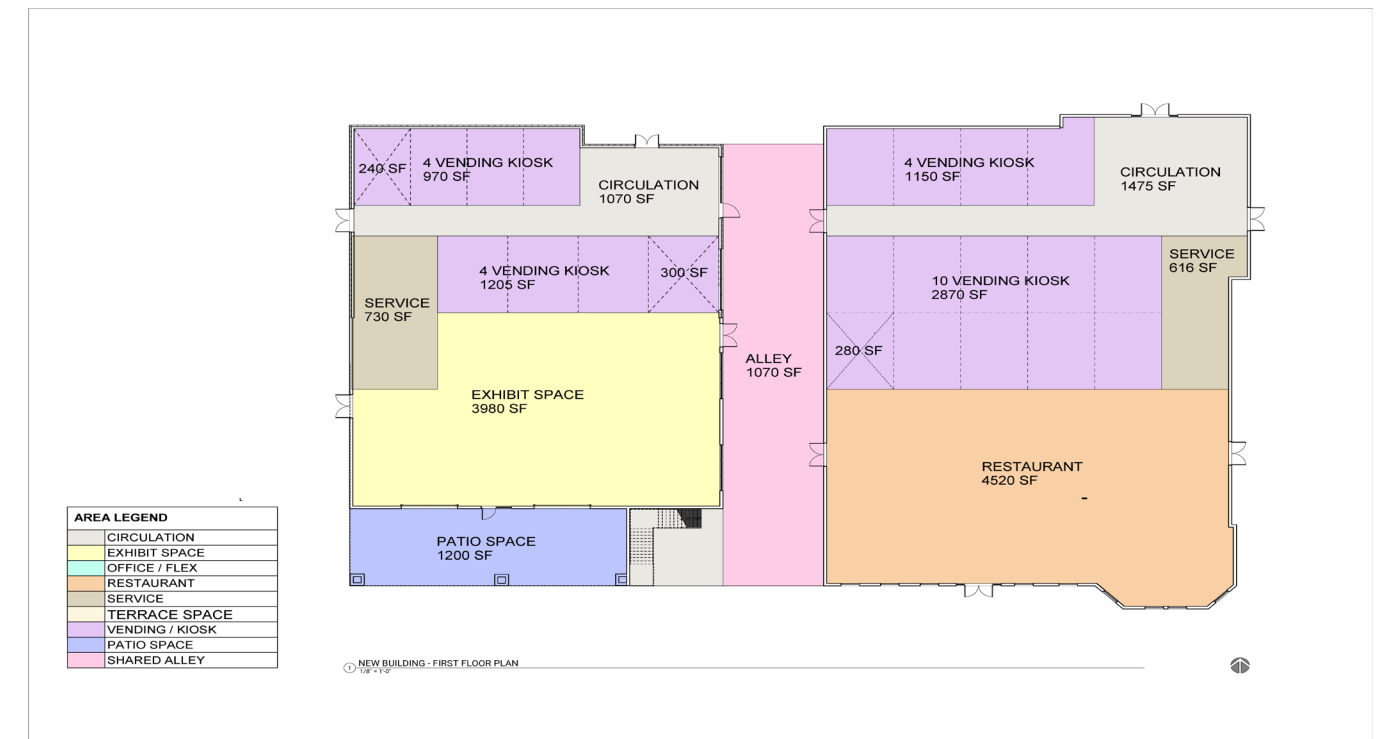 240 SF
4 VENDING KIOSK
970 SF
CIRCULATION
1070 SF
4 VENDING KIOSK
1205 SF
300 SF
SERVICE
730 SF
EXHIBIT SPACE
3980 SF
PATIO SPACE
1200 SF
ALLEY
1070 SF
4 VENDING KIOSK
1150 SF
CIRCULATION
1475 SF
10 VENDING KIOSK
2870 SF
SERVICE
616 SF
280 SF
RESTAURANT
4520 SF
L
AREA LEGEND
CIRCULATION
EXHIBIT SPACE
OFFICE / FLEX
RESTAURANT
SERVICE
TERRACE SPACE
VENDING / KIOSK
PATIO SPACE
SHARED ALLEY
1 NEW BUILDING - FIRST FLOOR PLAN
1/8" = 1'-0"